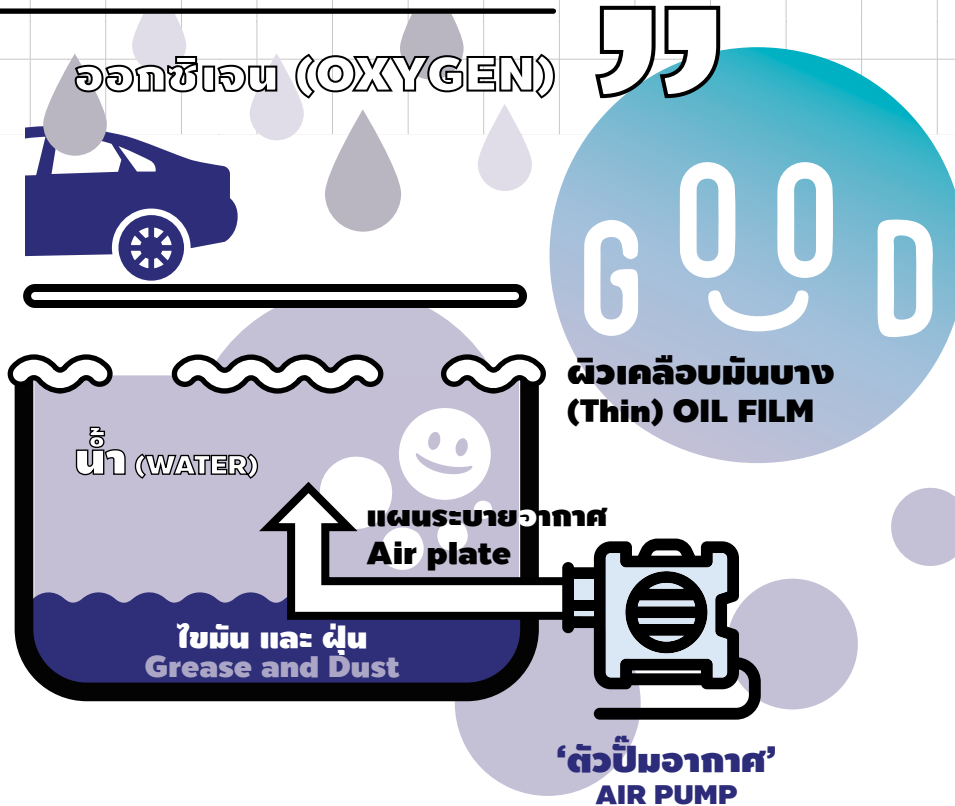 ออกซิเจน (OXYGEN)
”
GOOD
ผิวเคลือบมันบาง
(Thin) OIL FILM
น้ำ (WATER)
แผนระบายอากาศ
Air plate
ไขมัน และ ฝุ่น
Grease and Dust
‘ตัวปั๊มอากาศ’
AIR PUMP